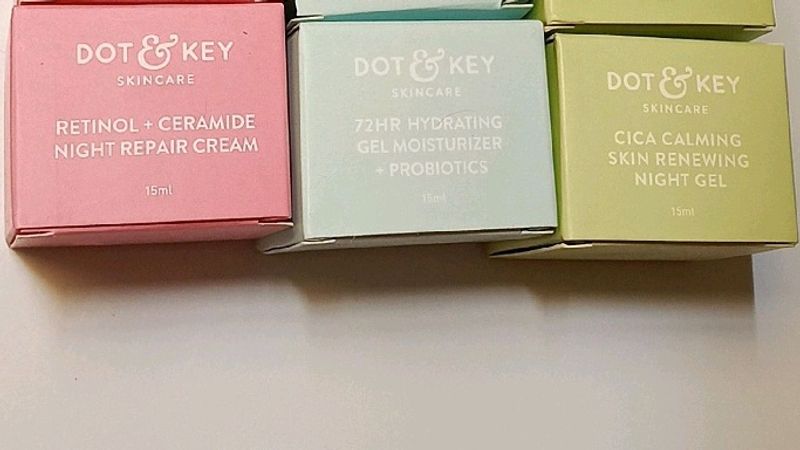 DOT & KEY
SKINCARE
RETINOL + CERAMIDE
NIGHT REPAIR CREAM
15ml
DOT & KEY
SKINCARE
72HR HYDRATING
GEL MOISTURIZER
+ PROBIOTICS
15ml
DOT & KEY
SKINCARE
CICA CALMING
SKIN RENEWING
NIGHT GEL
15ml